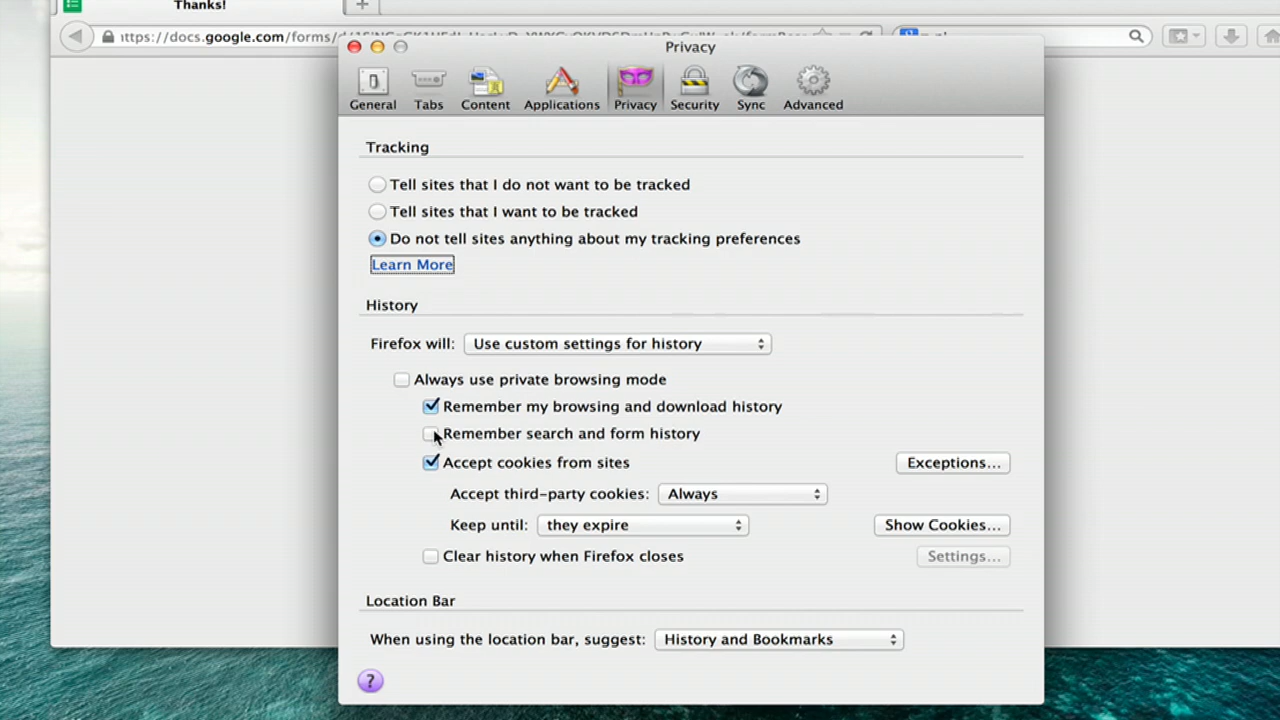 Thanks!
ttps://docs.google.com/forms/
Privacy
General Tabs Content Applications Privacy Security Sync Advanced
Tracking
Tell sites that I do not want to be tracked
Tell sites that I want to be tracked
Do not tell sites anything about my tracking preferences
Learn More
History
Firefox will: Use custom settings for history
Always use private browsing mode
Remember my browsing and download history
Remember search and form history
Accept cookies from sites Exceptions...
Accept third-party cookies: Always
Keep until: they expire Show Cookies...
Clear history when Firefox closes Settings...
Location Bar
When using the location bar, suggest: History and Bookmarks
?